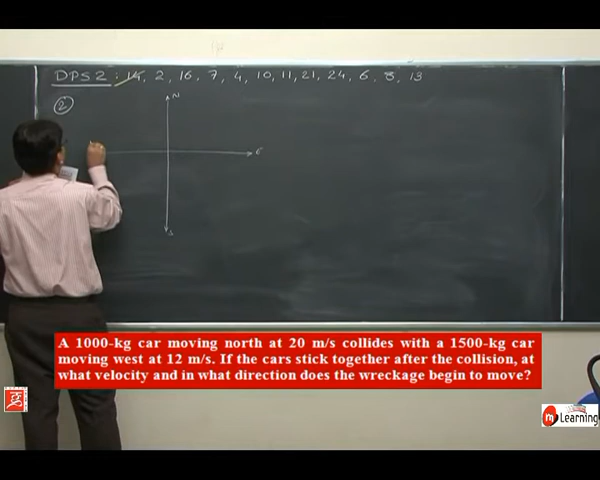 DPS 2 : 14, 2, 16, 7, 4, 10, 11, 21, 24, 6, 8, 13
2
N
E
S
A 1000-kg car moving north at 20 m/s collides with a 1500-kg car
moving west at 12 m/s. If the cars stick together after the collision, at
what velocity and in what direction does the wreckage begin to move?
m Learning